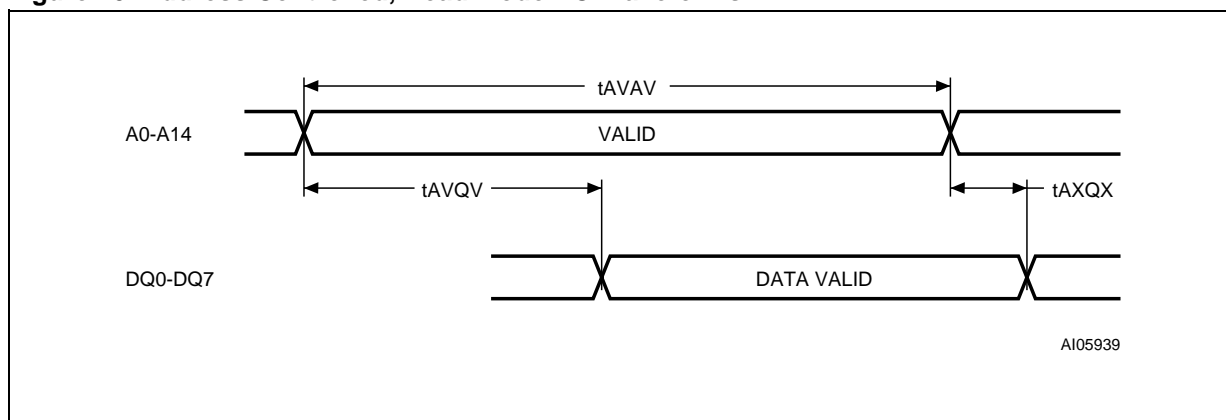 tAVAV
A0-A14
VALID
tAVQV
tAXQX
DQ0-DQ7
DATA VALID
AI05939